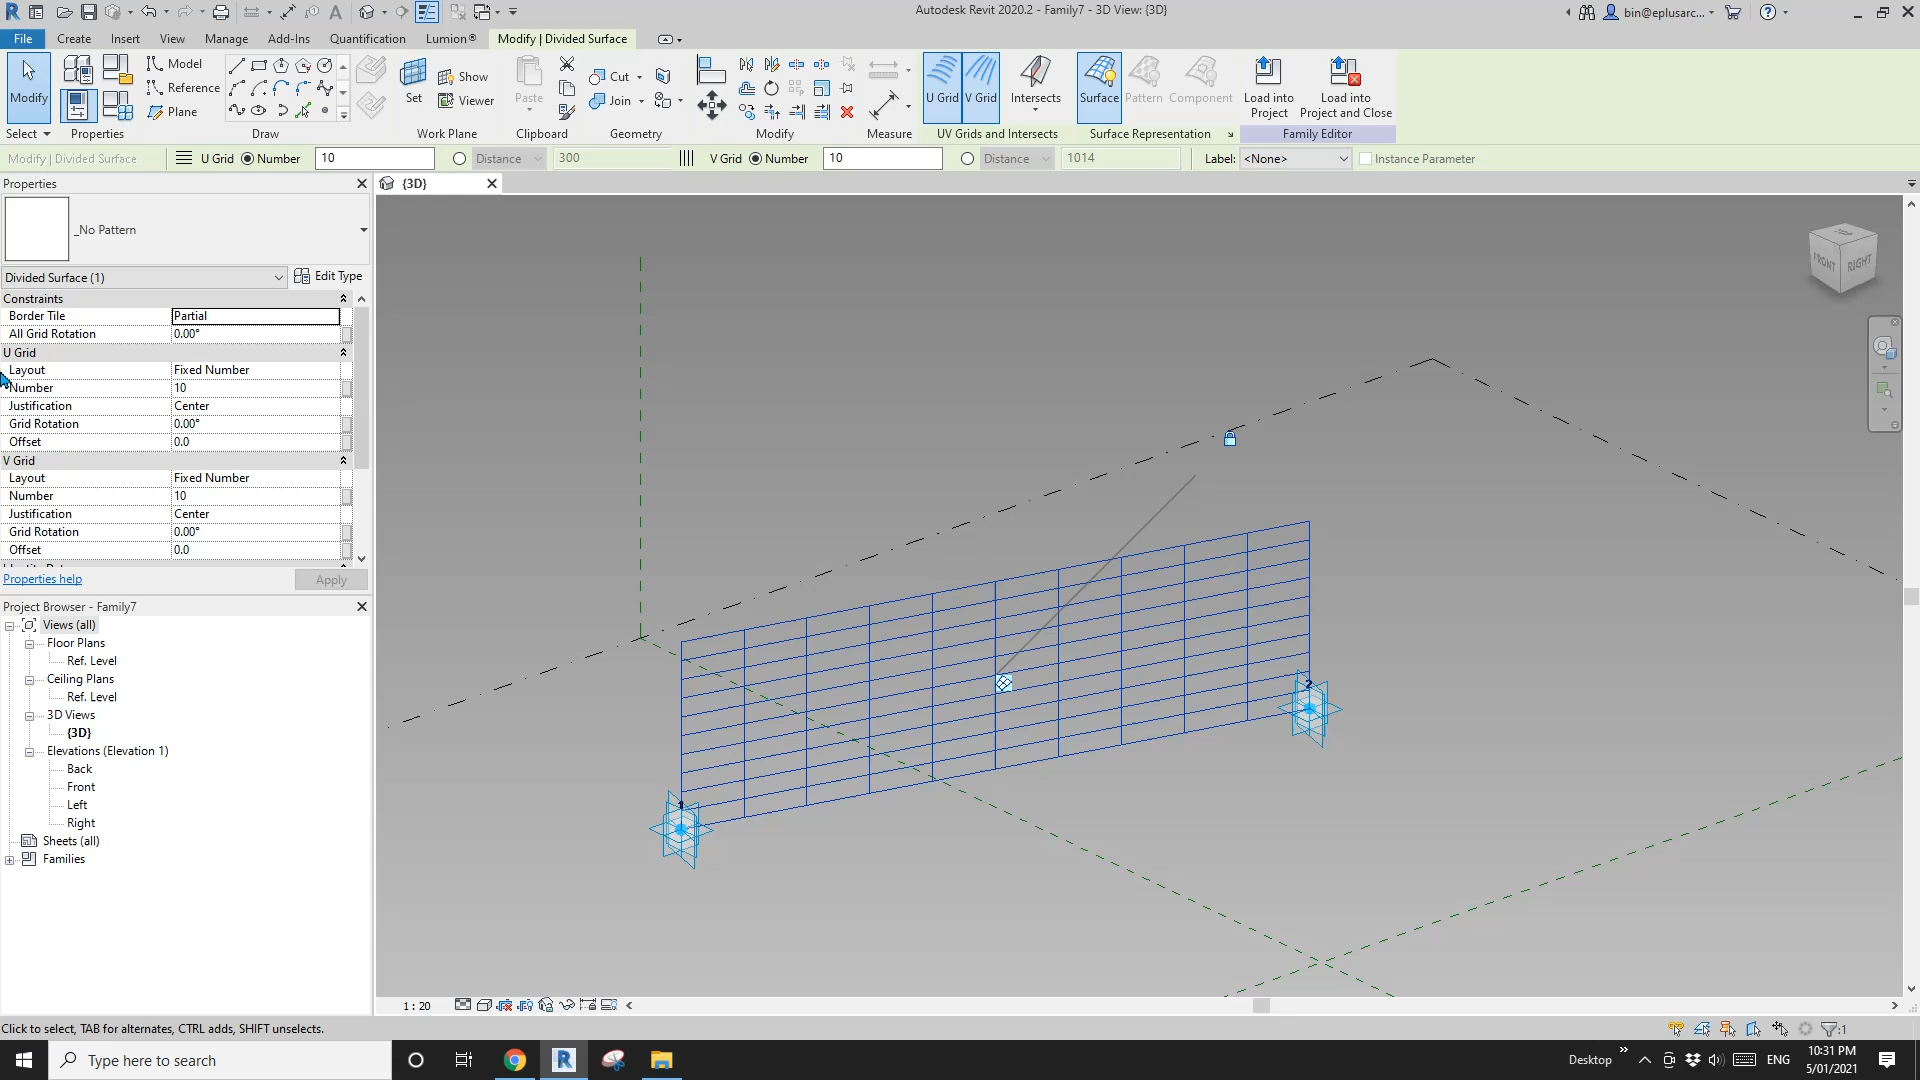 Autodesk Revit 2020.2 - Family7 - 3D View: {3D}
bin@eplusarc...
File
Create
Insert
View
Manage
Add-Ins
Quantification
Lumion®
Modify | Divided Surface
Modify
Model
Reference
Plane
Set
Show
Viewer
Paste
Cut
Join
U Grid
V Grid
Intersects
Surface
Pattern
Component
Load into Project
Load into Project and Close
Select
Properties
Draw
Work Plane
Clipboard
Geometry
Modify
Measure
UV Grids and Intersects
Surface Representation
Family Editor
Modify | Divided Surface
U Grid
Number
10
Distance
300
V Grid
Number
10
Distance
1014
Label:
<None>
Instance Parameter
Properties
{3D}
_No Pattern
Divided Surface (1)
Edit Type
Constraints
Border Tile Partial
All Grid Rotation 0.00°
U Grid
Layout Fixed Number
Number 10
Justification Center
Grid Rotation 0.00°
Offset 0.0
V Grid
Layout Fixed Number
Number 10
Justification Center
Grid Rotation 0.00°
Offset 0.0
Properties help
Apply
Project Browser - Family7
Views (all)
Floor Plans
Ref. Level
Ceiling Plans
Ref. Level
3D Views
{3D}
Elevations (Elevation 1)
Back
Front
Left
Right
Sheets (all)
Families
TOP
FRONT
RIGHT
1
2
1 : 20
Click to select, TAB for alternates, CTRL adds, SHIFT unselects.
:1
Type here to search
Desktop
ENG
10:31 PM
5/01/2021